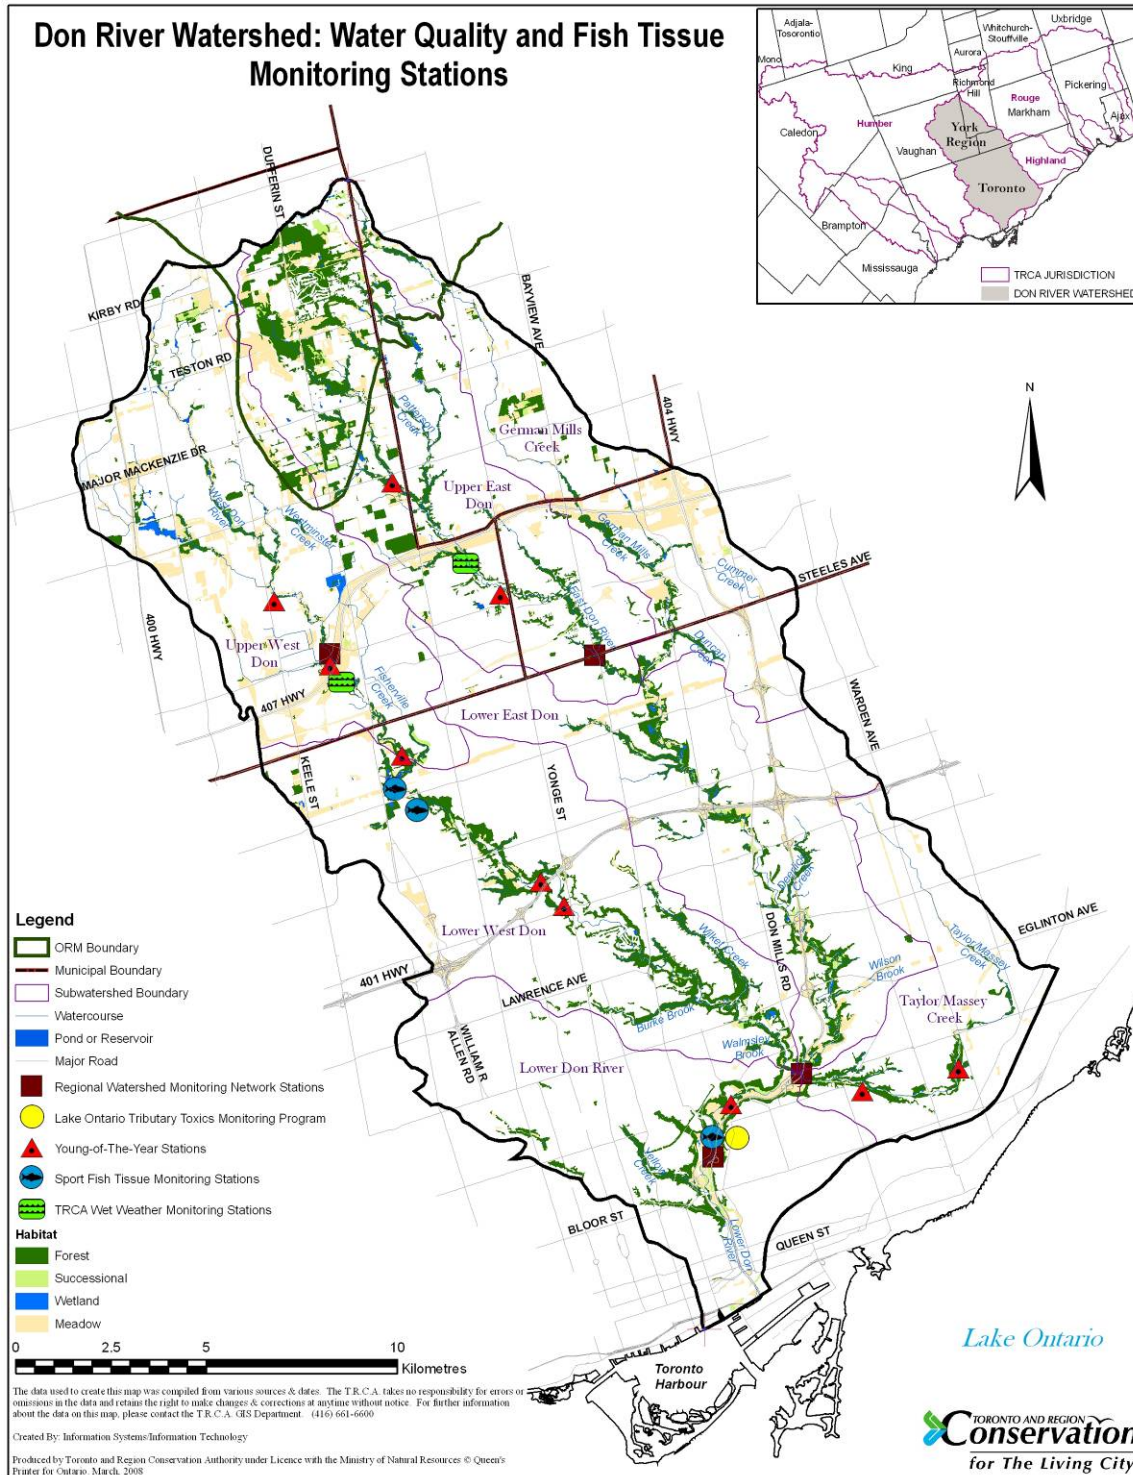 Don River Watershed: Water Quality and Fish Tissue
Monitoring Stations
Adjala-
Tosorontio
Mono
King
Aurora
Whitchurch-
Stouffville
Uxbridge
Richmond
Hill
Pickering
Rouge
Markham
Ajax
Caledon
Humber
York
Region
Vaughan
Highland
Toronto
Brampton
Mississauga
TRCA JURISDICTION
DON RIVER WATERSHED
DUFFERIN ST
BAYVIEW AVE
KIRBY RD
TESTON RD
MAJOR MACKENZIE DR
Patterson
Creek
German Mills
Creek
404 HWY
N
Upper East
Don
West Don
River
Westminster
Creek
German Mills
Creek
Cummer
Creek
STEELES AVE
East Don River
Duncan
Creek
400 HWY
Upper West
Don
407 HWY
Fisherville
Creek
Lower East Don
WARDEN AVE
KEELE ST
YONGE ST
Deerlick
Creek
DON MILLS RD
Lower West Don
401 HWY
Wilket Creek
LAWRENCE AVE
Burke Brook
Wilson
Brook
Taylor Massey
Creek
EGLINTON AVE
Taylor Massey
Creek
WILLIAM R
ALLEN RD
Walmsley
Brook
Lower Don River
Yellow
Creek
BLOOR ST
Lower Don
River
QUEEN ST
Legend
ORM Boundary
Municipal Boundary
Subwatershed Boundary
Watercourse
Pond or Reservoir
Major Road
Regional Watershed Monitoring Network Stations
Lake Ontario Tributary Toxics Monitoring Program
Young-of-The-Year Stations
Sport Fish Tissue Monitoring Stations
TRCA Wet Weather Monitoring Stations
Habitat
Forest
Successional
Wetland
Meadow
0 2.5 5 10
Kilometres
Toronto
Harbour
Lake Ontario
The data used to create this map was compiled from various sources & dates. The T.R.C.A. takes no responsibility for errors or
omissions in the data and retains the right to make changes & corrections at anytime without notice. For further information
about the data on this map, please contact the T.R.C.A. GIS Department. (416) 661-6600
Created By: Information Systems/Information Technology
Produced by Toronto and Region Conservation Authority under Licence with the Ministry of Natural Resources © Queen's
Printer for Ontario. March, 2008
TORONTO AND REGION
Conservation
for The Living City